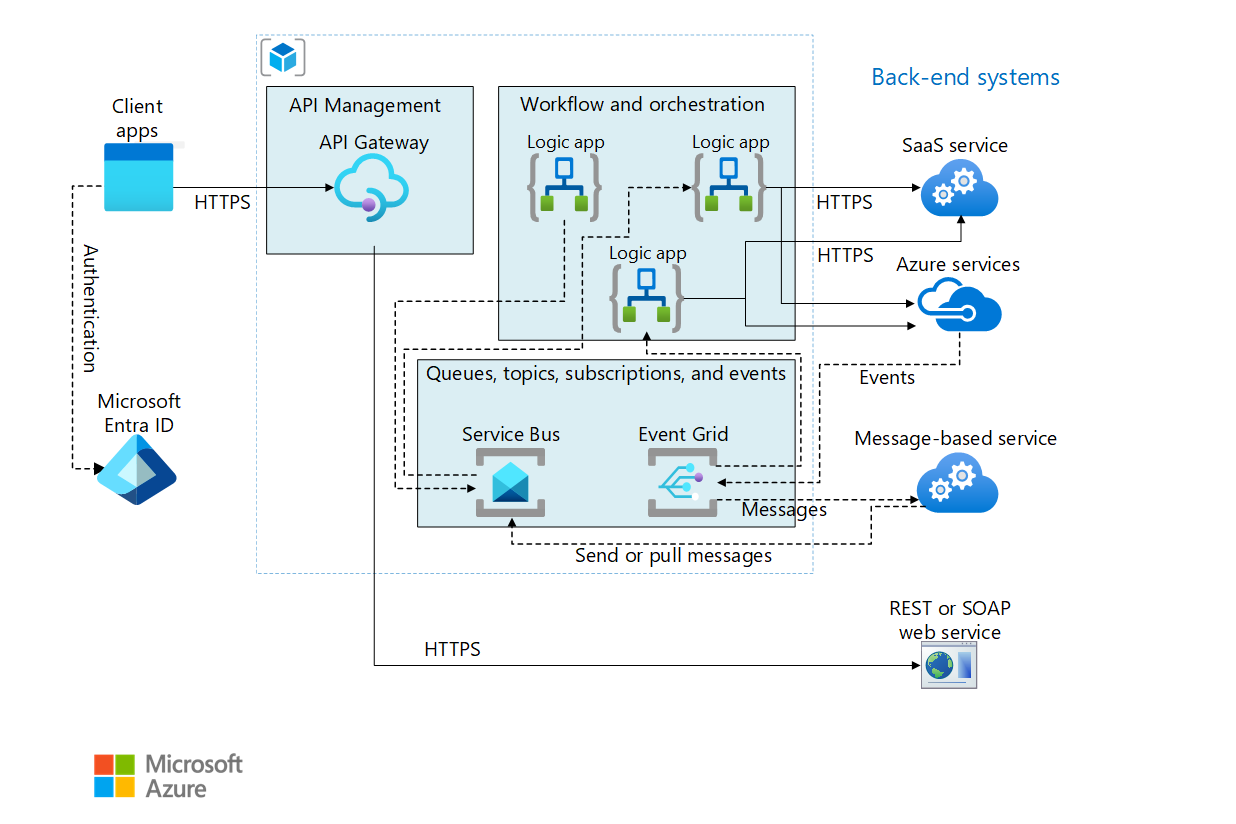 Back-end systems
Client
apps
API Management
API Gateway
Workflow and orchestration
Logic app
Logic app
Logic app
SaaS service
HTTPS
HTTPS
HTTPS
Azure services
Authentication
Events
Microsoft
Entra ID
Queues, topics, subscriptions, and events
Service Bus
Event Grid
Message-based service
Messages
Send or pull messages
REST or SOAP
web service
HTTPS
Microsoft
Azure